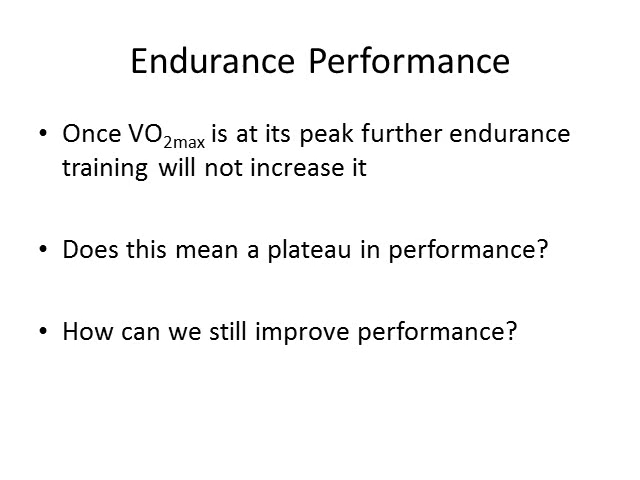 Endurance Performance
• Once VO2max is at its peak further endurance
training will not increase it
• Does this mean a plateau in performance?
• How can we still improve performance?